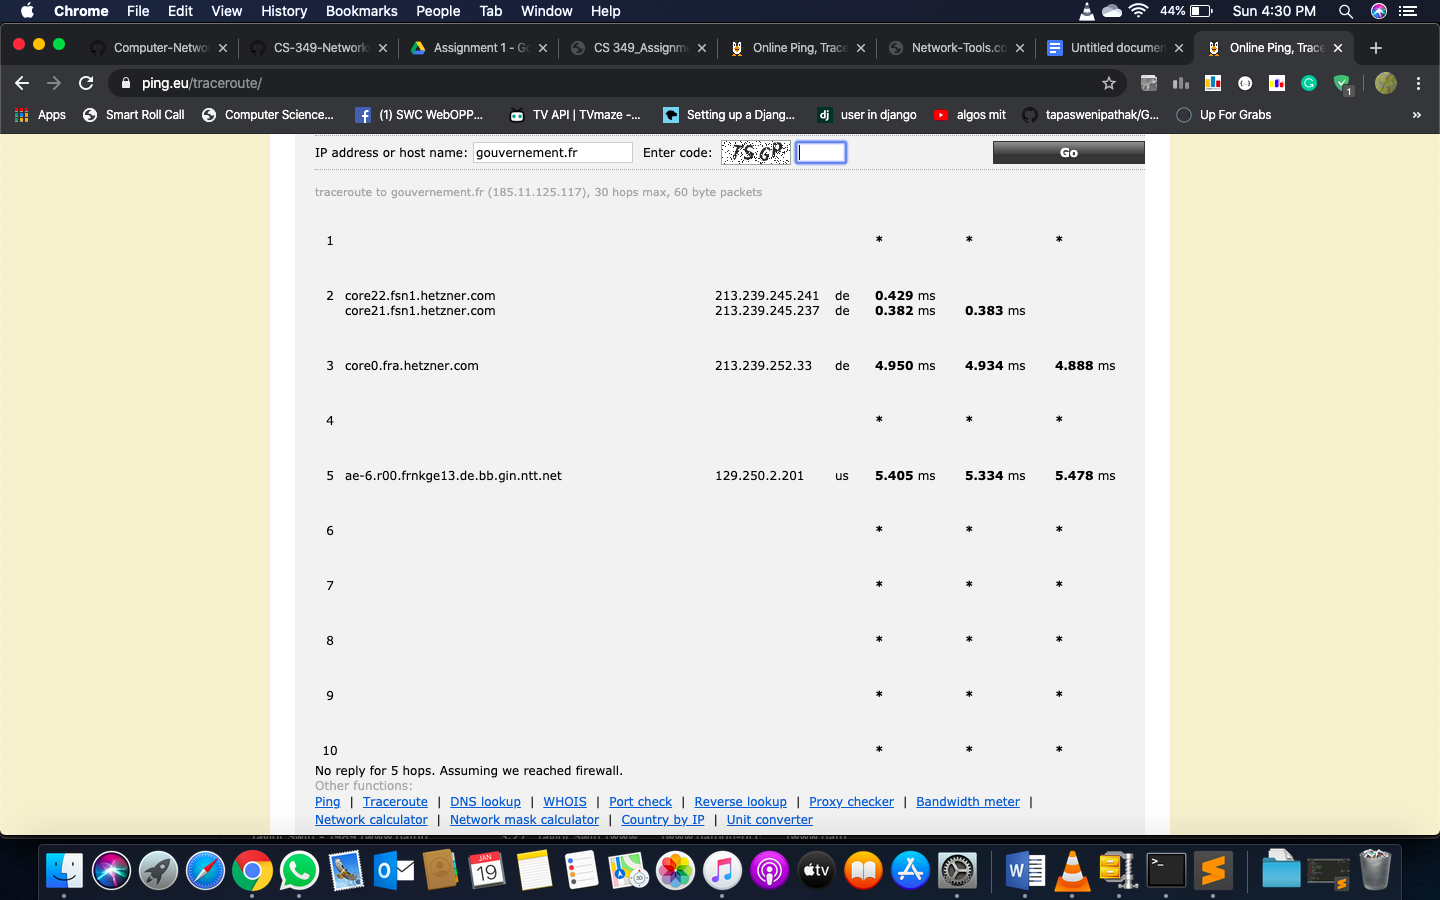 Chrome File Edit View History Bookmarks People Tab Window Help 44% Sun 4:30 PM
Computer-Netwo CS-349-Network Assignment 1 - Go CS 349_Assignm Online Ping, Trace Network-Tools.co Untitled documen Online Ping, Trace
ping.eu/traceroute/
1
Apps Smart Roll Call Computer Science... (1) SWC WebOPP... TV API | TVmaze -... Setting up a Djang... user in django algos mit tapaswenipathak/G... Up For Grabs »
IP address or host name: gouvernement.fr Enter code: TSGP Go
traceroute to gouvernement.fr (185.11.125.117), 30 hops max, 60 byte packets
1 * * *
2 core22.fsn1.hetzner.com 213.239.245.241 de 0.429 ms
core21.fsn1.hetzner.com 213.239.245.237 de 0.382 ms 0.383 ms
3 core0.fra.hetzner.com 213.239.252.33 de 4.950 ms 4.934 ms 4.888 ms
4 * * *
5 ae-6.r00.frnkge13.de.bb.gin.ntt.net 129.250.2.201 us 5.405 ms 5.334 ms 5.478 ms
6 * * *
7 * * *
8 * * *
9 * * *
10 * * *
No reply for 5 hops. Assuming we reached firewall.
Other functions:
Ping | Traceroute | DNS lookup | WHOIS | Port check | Reverse lookup | Proxy checker | Bandwidth meter |
Network calculator | Network mask calculator | Country by IP | Unit converter
JAN
19
tv